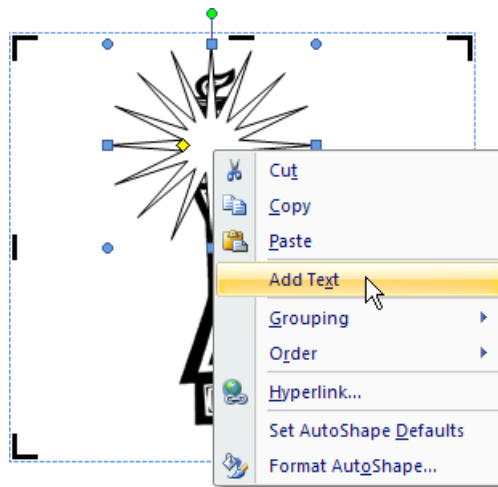 Cut
Copy
Paste
Add Text
Grouping
Order
Hyperlink...
Set AutoShape Defaults
Format AutoShape...